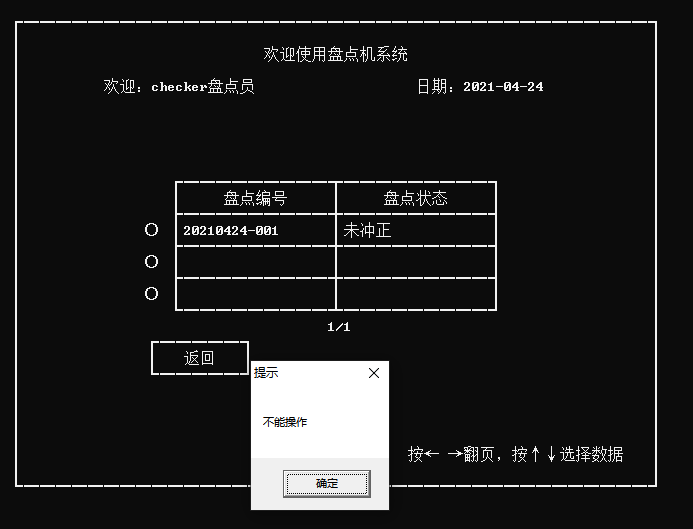 欢迎使用盘点机系统
欢迎：checker盘点员 日期：2021-04-24
盘点编号 盘点状态
20210424-001 未冲正
1/1
返回
提示
不能操作
按← →翻页，按↑↓选择数据
确定